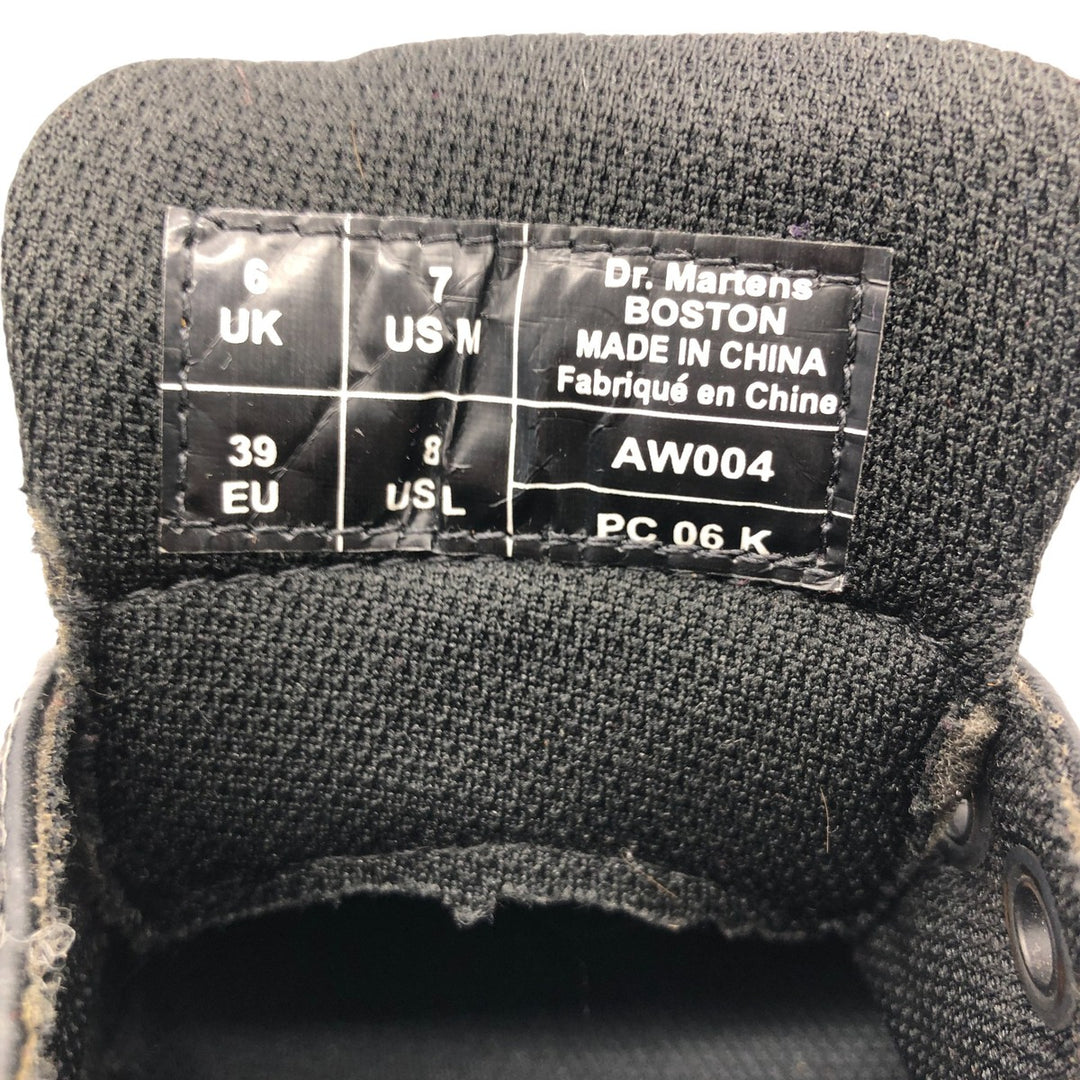 6
UK
7
US M
39
EU
8
US L
Dr. Martens
BOSTON
MADE IN CHINA
Fabriqué en Chine
AW004
PC 06 K